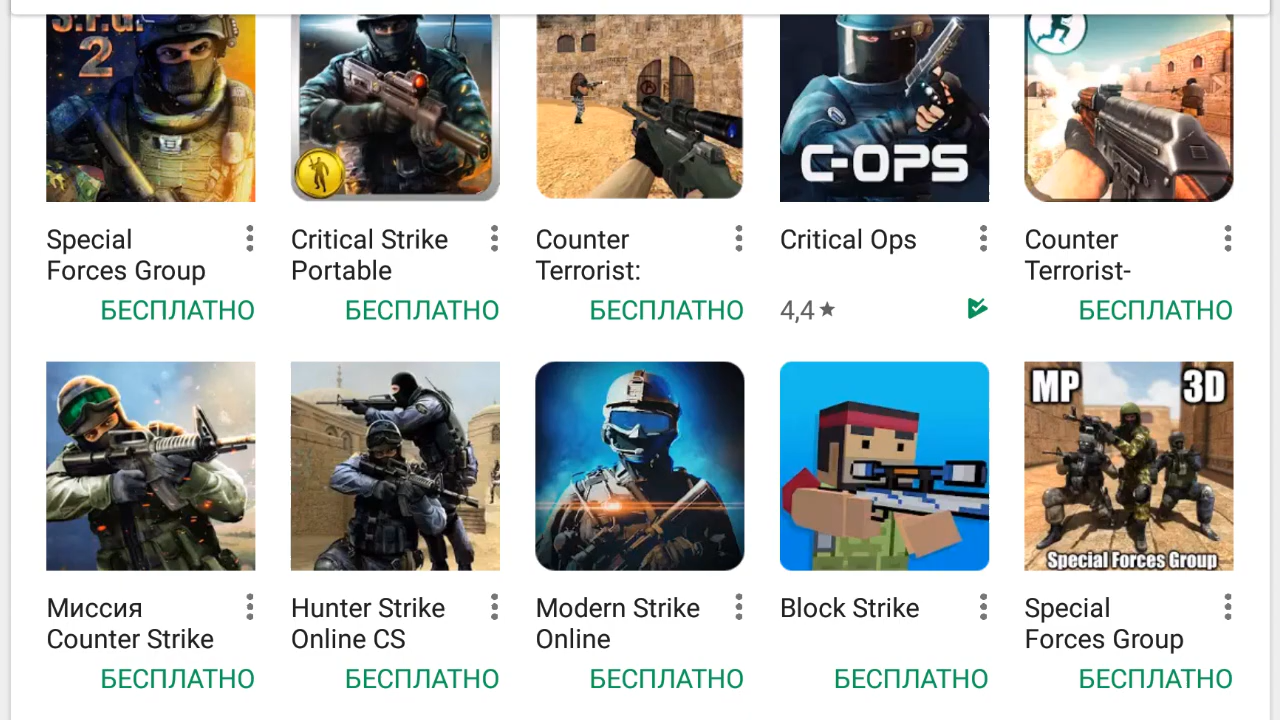 S.F.G.
2
C-OPS
Special
Forces Group
БЕСПЛАТНО
Critical Strike
Portable
БЕСПЛАТНО
Counter
Terrorist:
БЕСПЛАТНО
Critical Ops
4,4
Counter
Terrorist-
БЕСПЛАТНО
MP 3D
Special Forces Group
Миссия
Counter Strike
БЕСПЛАТНО
Hunter Strike
Online CS
БЕСПЛАТНО
Modern Strike
Online
БЕСПЛАТНО
Block Strike
БЕСПЛАТНО
Special
Forces Group
БЕСПЛАТНО